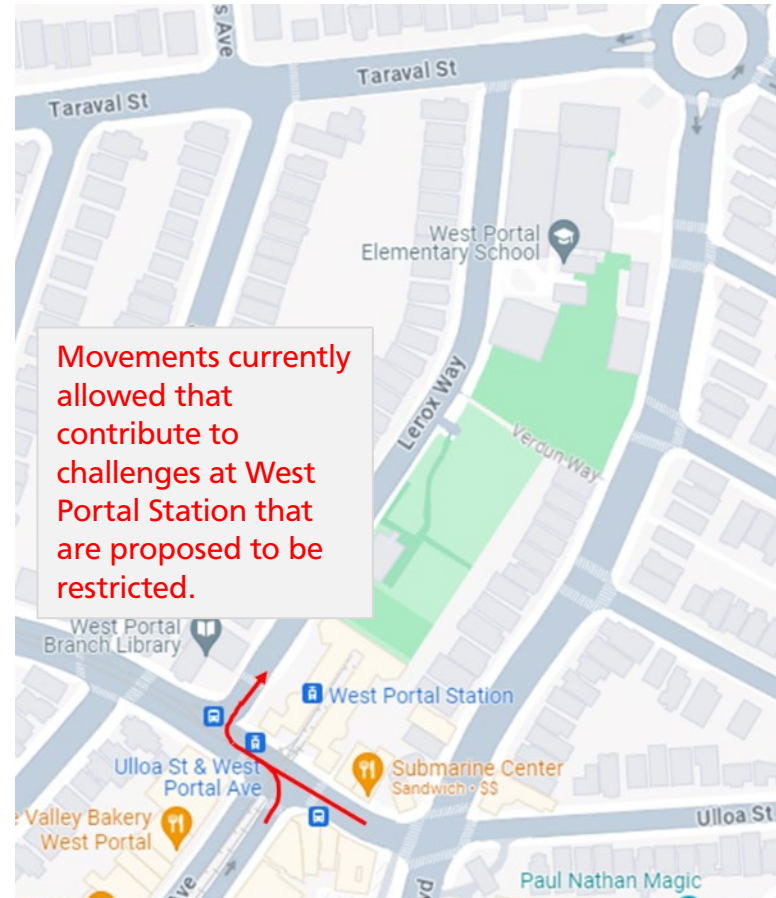 s Ave
Taraval St
Taraval St
West Portal
Elementary School
Movements currently
allowed that
contribute to
challenges at West
Portal Station that
are proposed to be
restricted.
Lerox Way
Verdun Way
West Portal
Branch Library
West Portal Station
Ulloa St & West
Portal Ave
Submarine Center
Sandwich • $$
Valley Bakery
West Portal
Ulloa St
Ave
vd
Paul Nathan Magic